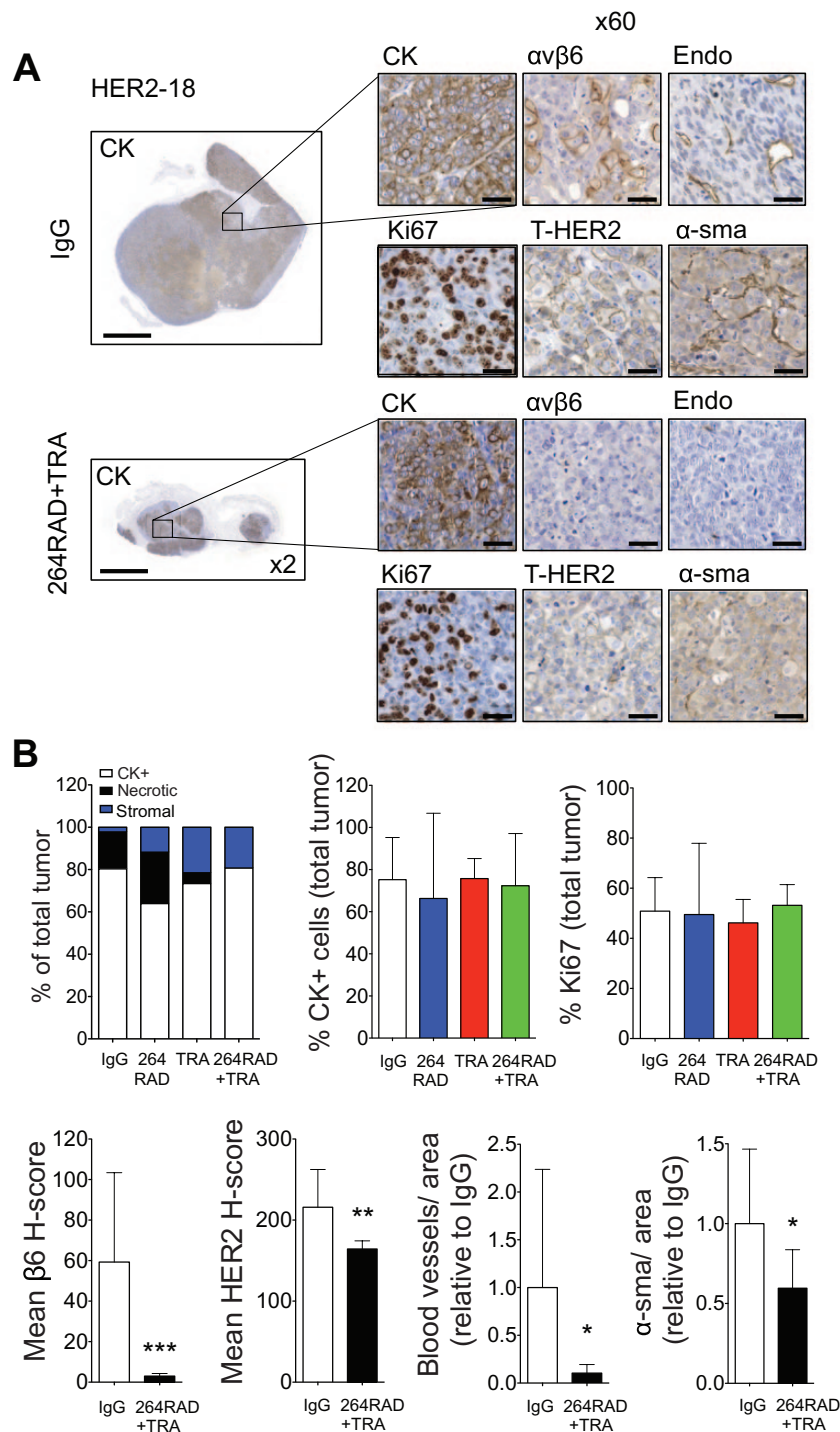 x60
A
HER2-18
CK
αvβ6
Endo
CK
IgG
Ki67
T-HER2
α-sma
CK
αvβ6
Endo
264RAD+TRA
CK
x2
Ki67
T-HER2
α-sma
B
% of total tumor
120
100
80
60
40
20
0
CK+
Necrotic
Stromal
IgG
264 RAD
TRA
264RAD +TRA
% CK+ cells (total tumor)
120
100
80
60
40
20
0
IgG
264 RAD
TRA
264RAD +TRA
% Ki67 (total tumor)
100
80
60
40
20
0
IgG
264 RAD
TRA
264RAD +TRA
Mean β6 H-score
120
100
80
60
40
20
0
***
IgG
264RAD +TRA
Mean HER2 H-score
300
200
100
0
**
IgG
264RAD +TRA
Blood vessels/ area
(relative to IgG)
2.5
2.0
1.5
1.0
0.5
0.0
*
IgG
264RAD +TRA
α-sma/ area
(relative to IgG)
1.5
1.0
0.5
0.0
*
IgG
264RAD +TRA